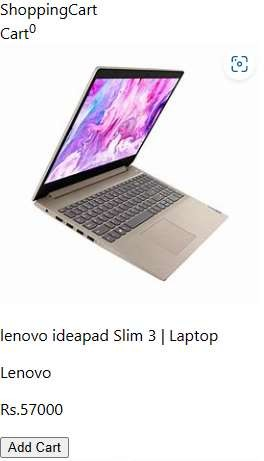 ShoppingCart
Cart0
lenovo ideapad Slim 3 | Laptop
Lenovo
Rs.57000
Add Cart